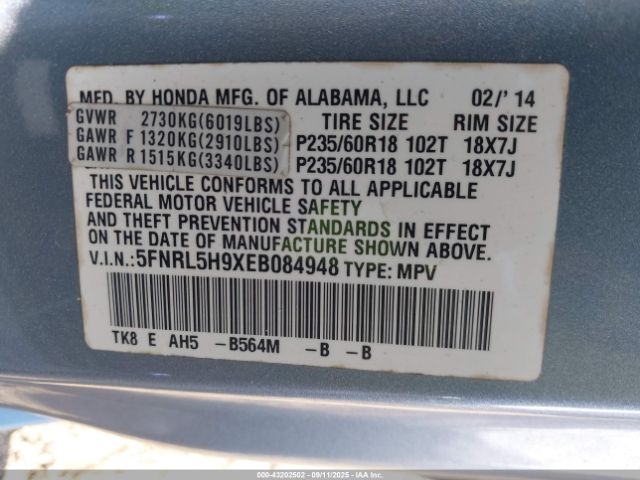 MFD. BY HONDA MFG. OF ALABAMA, LLC 02/' 14
GVWR 2730KG(6019LBS) TIRE SIZE RIM SIZE
GAWR F 1320KG(2910LBS) P235/60R18 102T 18X7J
GAWR R 1515KG(3340LBS) P235/60R18 102T 18X7J
THIS VEHICLE CONFORMS TO ALL APPLICABLE
FEDERAL MOTOR VEHICLE SAFETY
AND THEFT PREVENTION STANDARDS IN EFFECT
ON THE DATE OF MANUFACTURE SHOWN ABOVE.
V.I.N.:5FNRL5H9XEB084948 TYPE: MPV
TK8 E AH5 -B564M -B -B
000-43202502 - 09/11/2025 - COPYRIGHT IAA, LLC